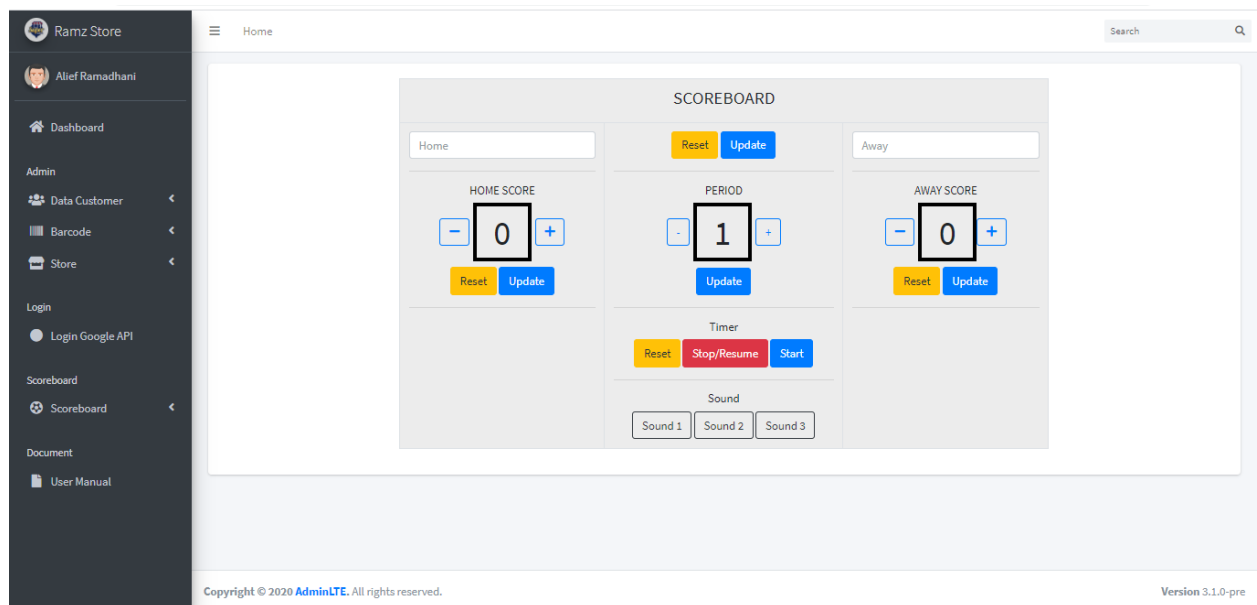 Ramz Store
Home
Search
Alief Ramadhani
Dashboard
Admin
Data Customer
Barcode
Store
Login
Login Google API
Scoreboard
Scoreboard
Document
User Manual
SCOREBOARD
Home
Reset Update
Away
HOME SCORE
- 0 +
Reset Update
PERIOD
- 1 +
Update
AWAY SCORE
- 0 +
Reset Update
Timer
Reset Stop/Resume Start
Sound
Sound 1 Sound 2 Sound 3
Copyright © 2020 AdminLTE. All rights reserved.
Version 3.1.0-pre